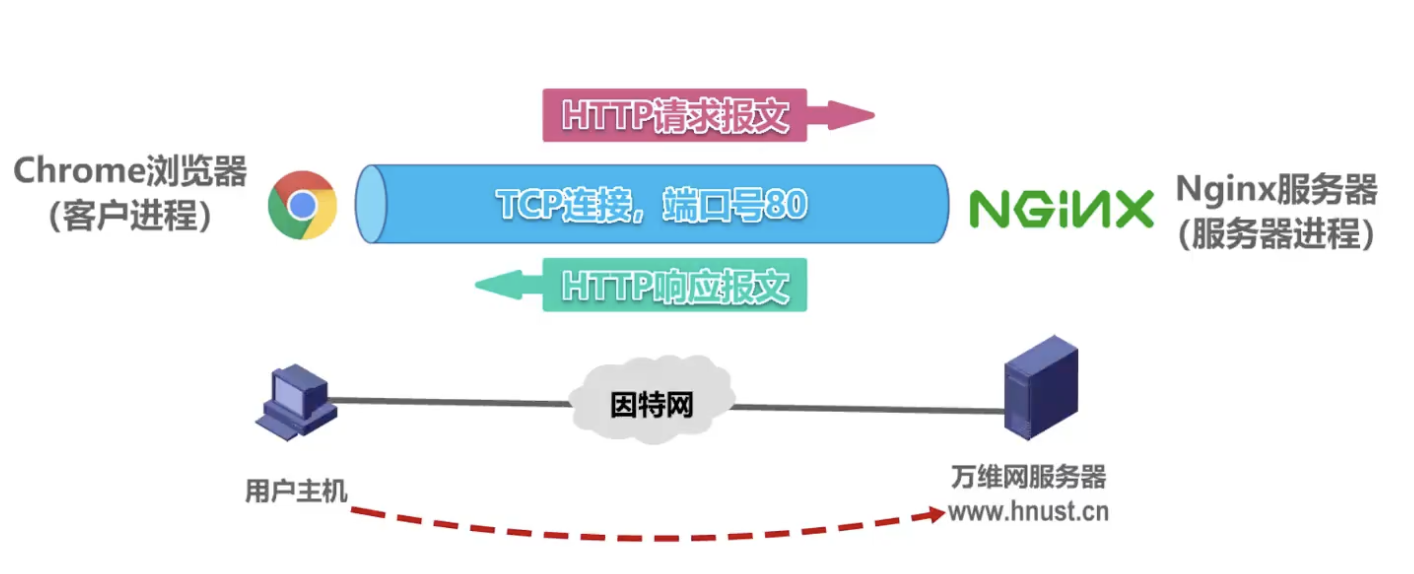 HTTP请求报文
Chrome浏览器
（客户进程）
TCP连接，端口号80
NGiNX
Nginx服务器
（服务器进程）
HTTP响应报文
因特网
用户主机
万维网服务器
www.hnust.cn